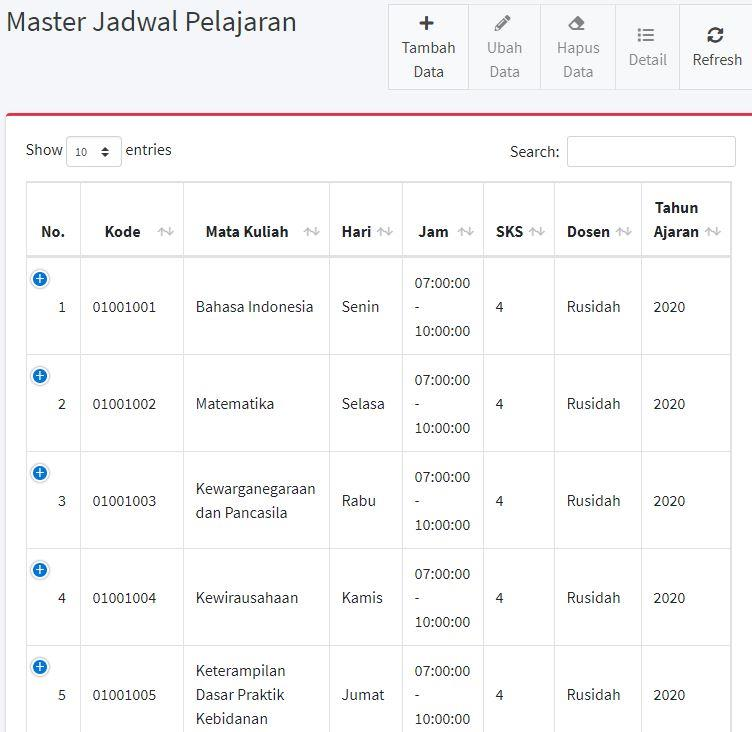 Master Jadwal Pelajaran
Tambah Data
Ubah Data
Hapus Data
Detail
Refresh
Show 10 entries
Search:
No. Kode Mata Kuliah Hari Jam SKS Dosen Tahun Ajaran
1 01001001 Bahasa Indonesia Senin 07:00:00 - 10:00:00 4 Rusidah 2020
2 01001002 Matematika Selasa 07:00:00 - 10:00:00 4 Rusidah 2020
3 01001003 Kewarganegaraan dan Pancasila Rabu 07:00:00 - 10:00:00 4 Rusidah 2020
4 01001004 Kewirausahaan Kamis 07:00:00 - 10:00:00 4 Rusidah 2020
5 01001005 Keterampilan Dasar Praktik Kebidanan Jumat 07:00:00 - 10:00:00 4 Rusidah 2020